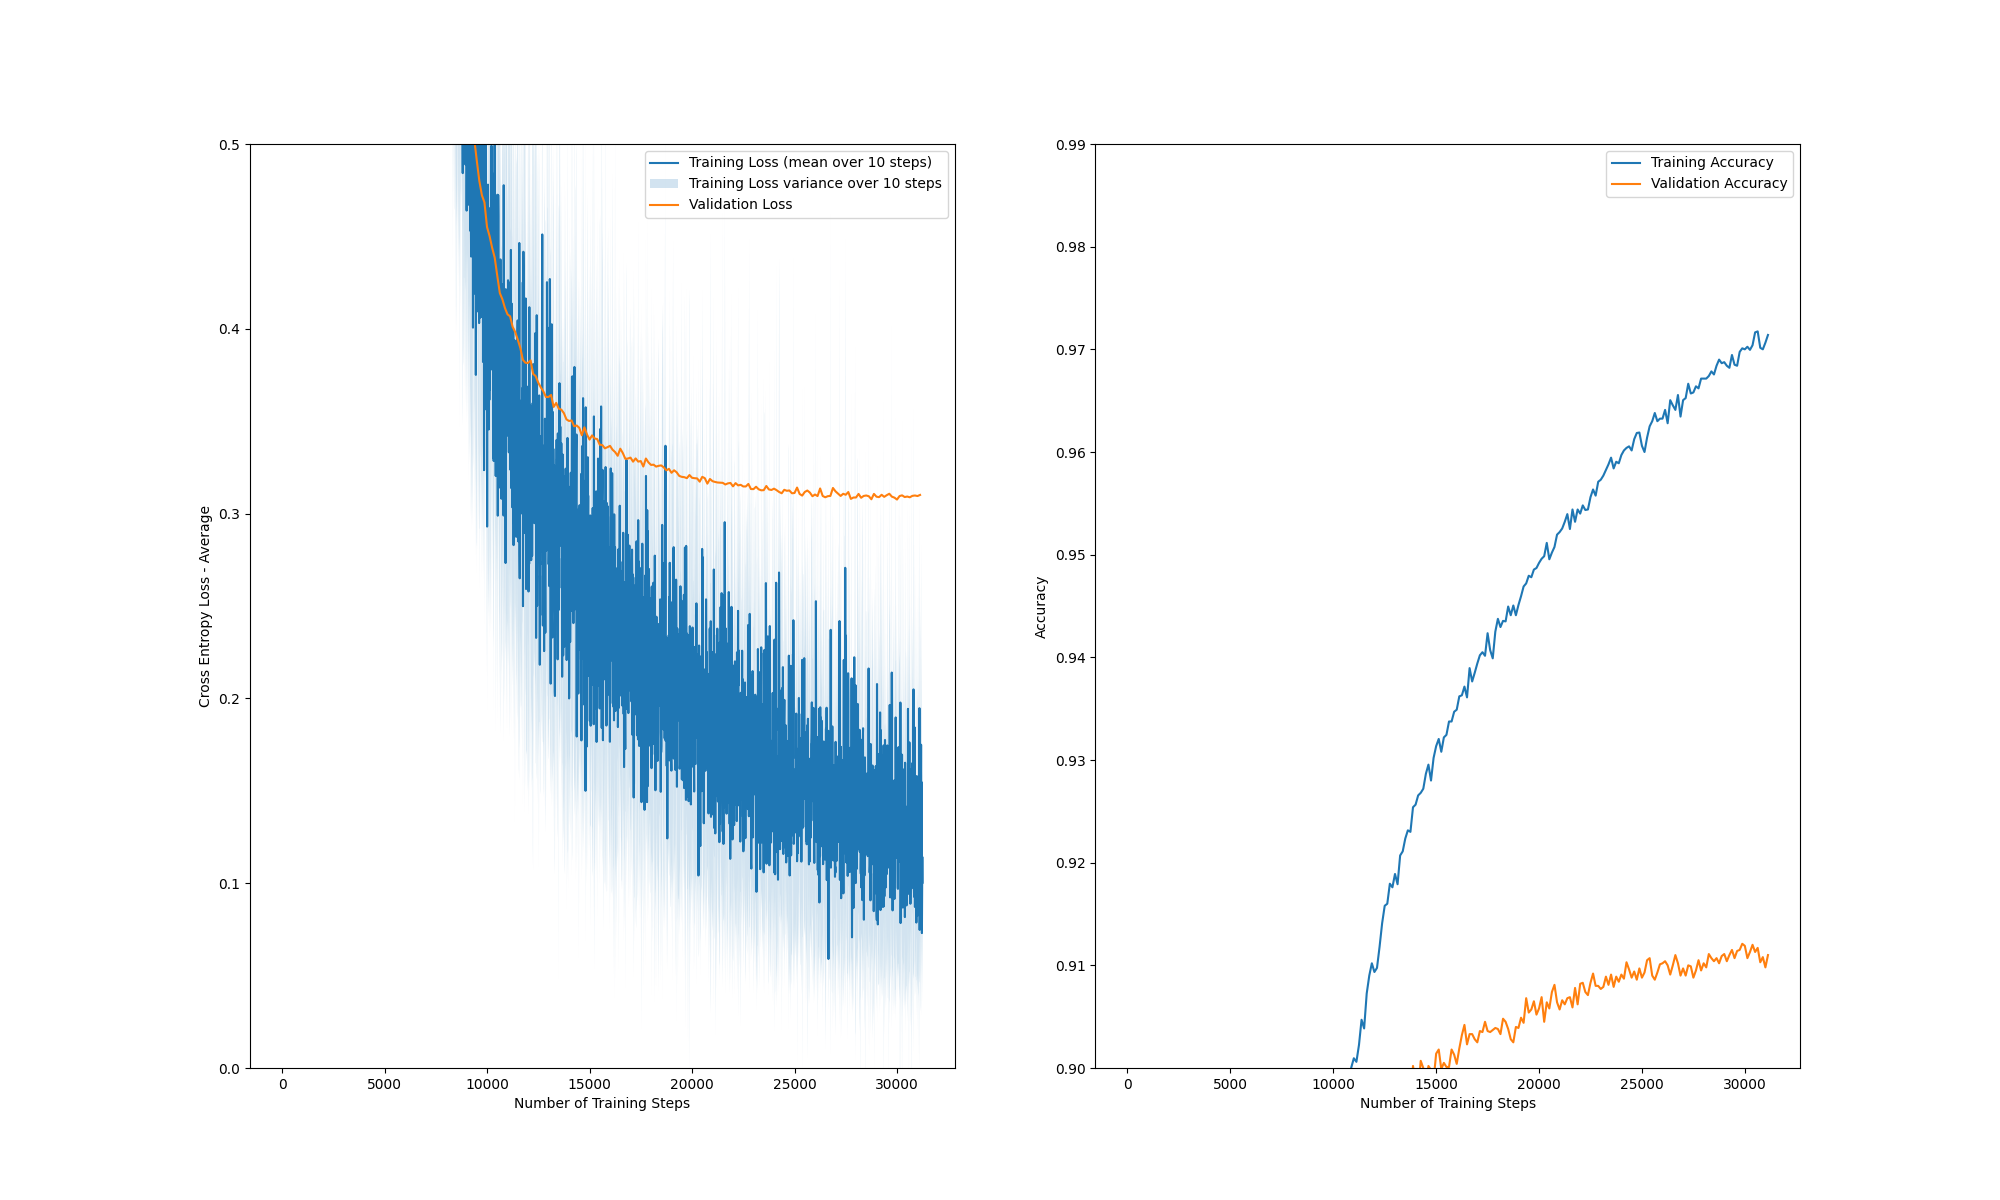 0.5
0.4
0.3
0.2
0.1
0.0
Cross Entropy Loss - Average
Training Loss (mean over 10 steps)
Training Loss variance over 10 steps
Validation Loss
0 5000 10000 15000 20000 25000 30000
Number of Training Steps
0.99
0.98
0.97
0.96
0.95
0.94
0.93
0.92
0.91
0.90
Accuracy
Training Accuracy
Validation Accuracy
0 5000 10000 15000 20000 25000 30000
Number of Training Steps